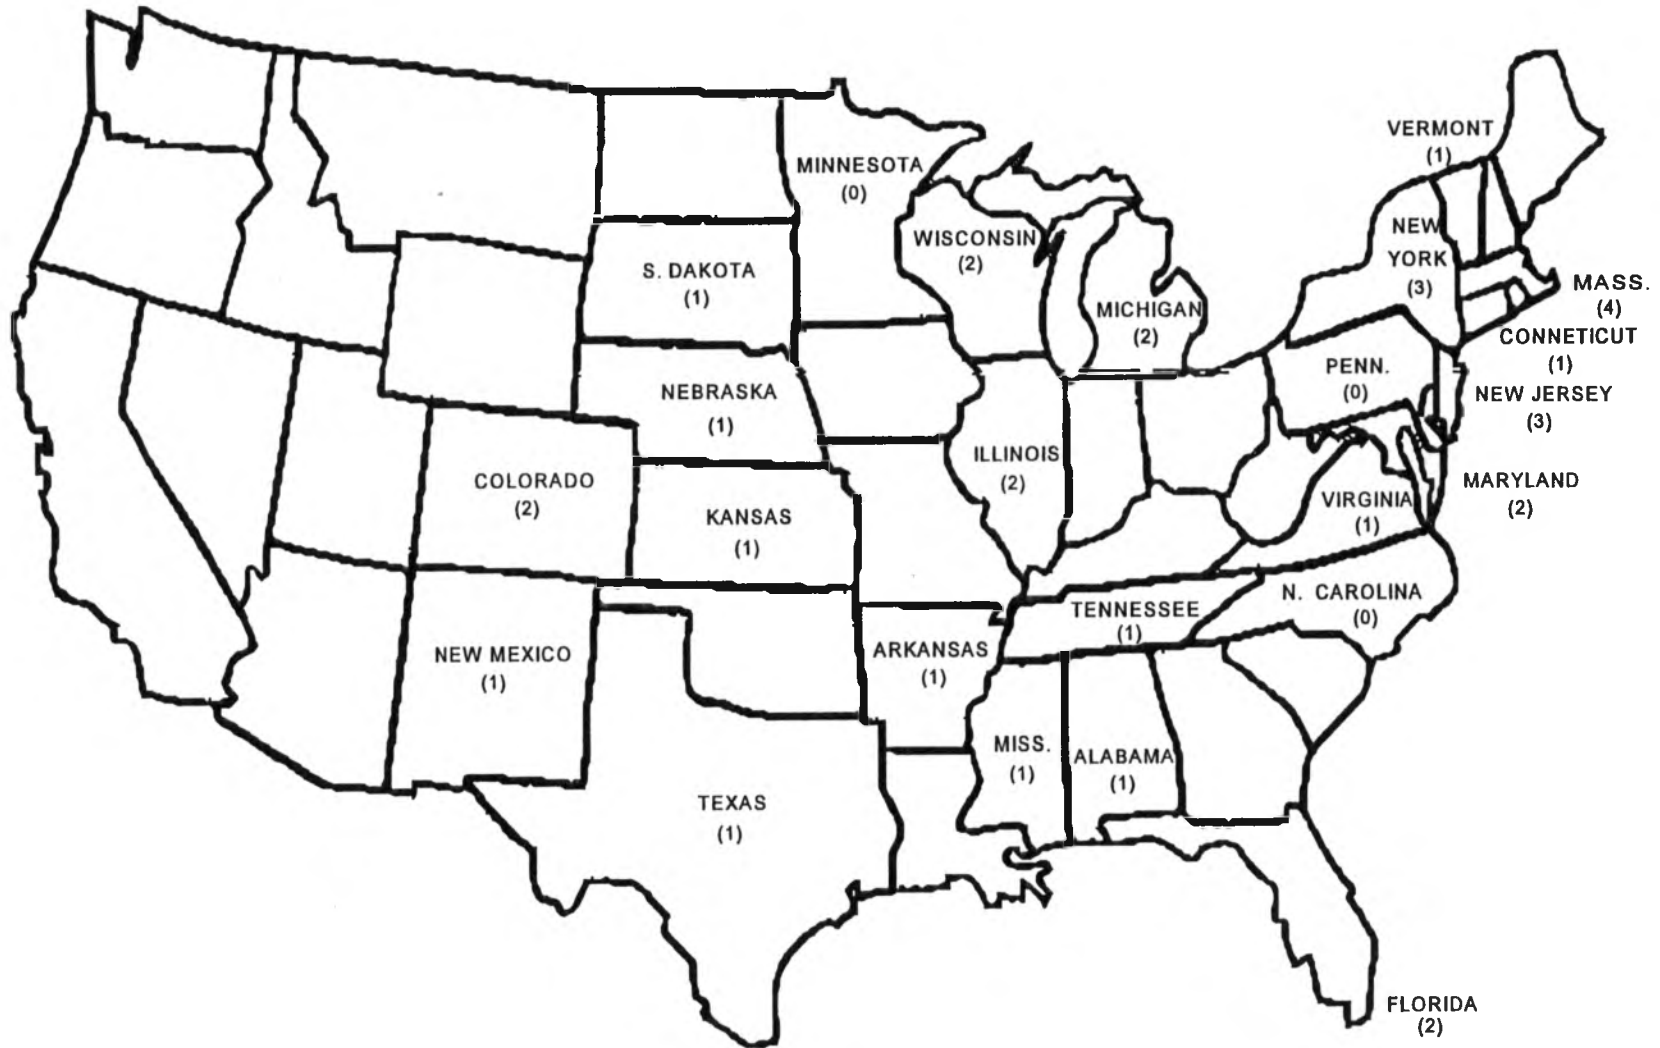 VERMONT
(1)
MINNESOTA
(0)
NEW
YORK
(3)
WISCONSIN
(2)
S. DAKOTA
(1)
MICHIGAN
(2)
MASS.
(4)
CONNETICUT
(1)
PENN.
(0)
NEW JERSEY
(3)
NEBRASKA
(1)
ILLINOIS
(2)
COLORADO
(2)
MARYLAND
(2)
VIRGINIA
(1)
KANSAS
(1)
N. CAROLINA
(0)
TENNESSEE
(1)
ARKANSAS
(1)
NEW MEXICO
(1)
MISS.
(1)
ALABAMA
(1)
TEXAS
(1)
FLORIDA
(2)